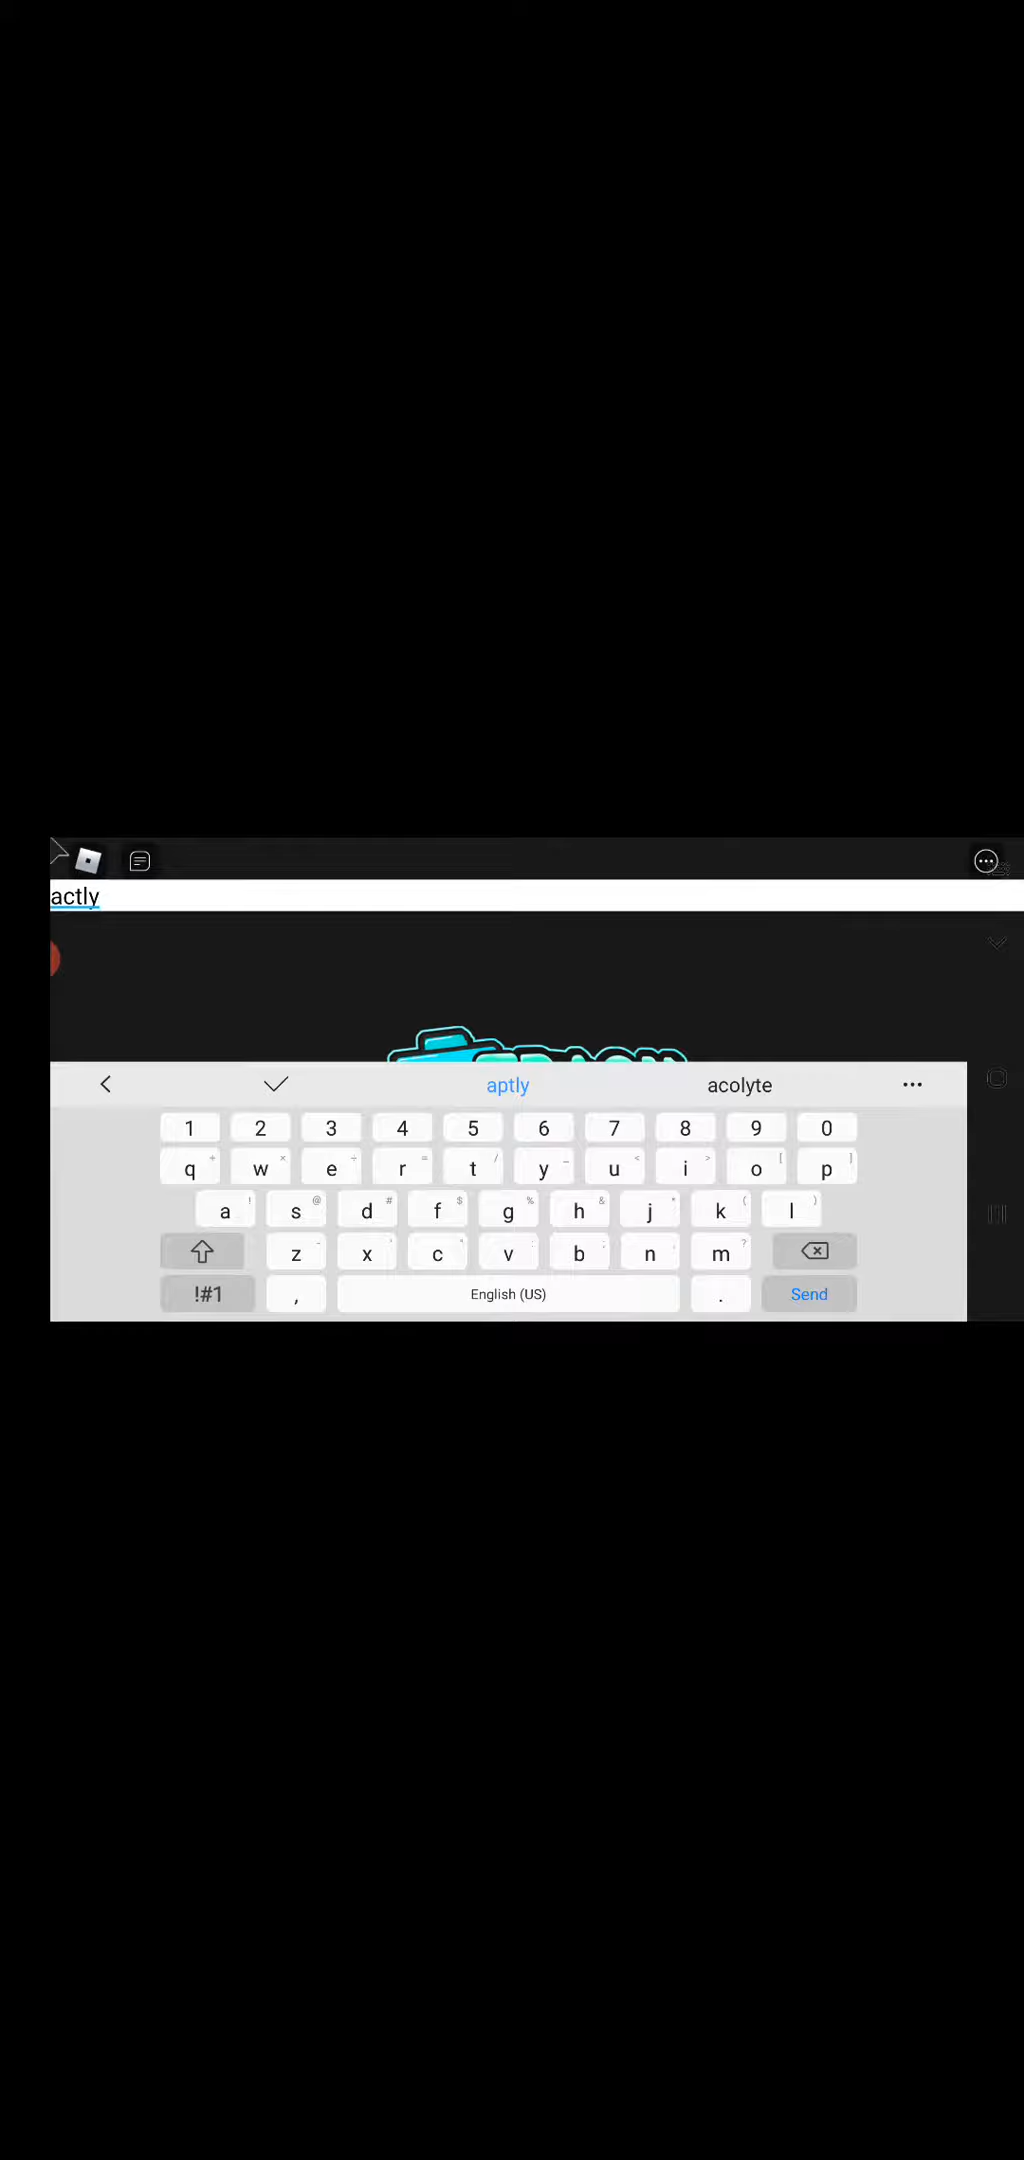 actly
aptly acolyte
1 2 3 4 5 6 7 8 9 0
q w e r t y u i o p
a s d f g h j k l
z x c v b n m
!#1 , English (US) . Send